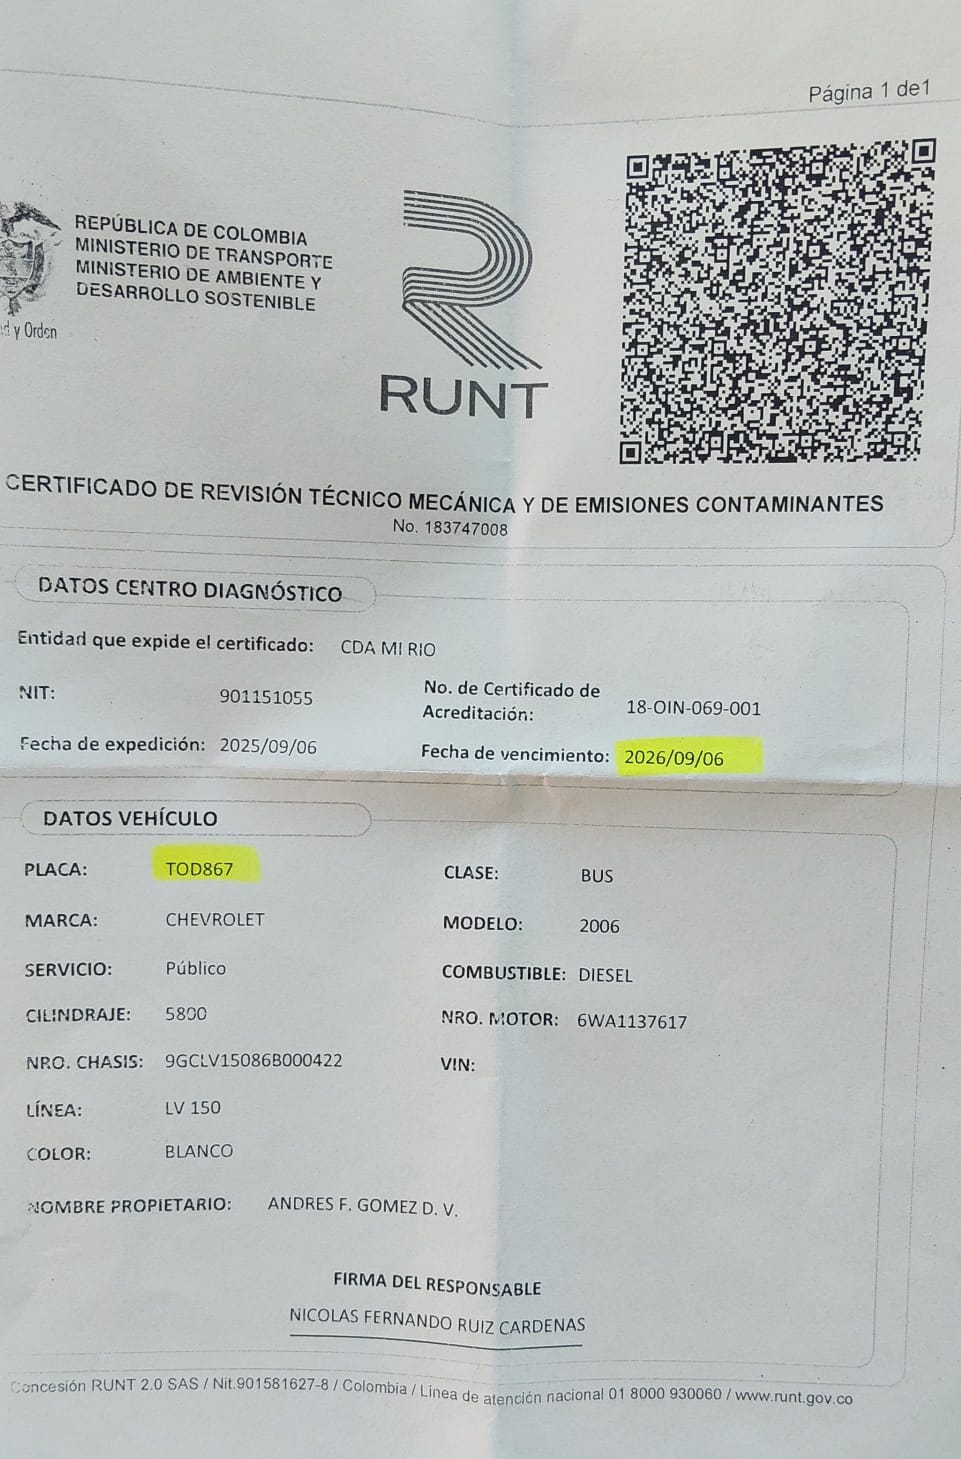 Página 1 de1
REPÚBLICA DE COLOMBIA
MINISTERIO DE TRANSPORTE
MINISTERIO DE AMBIENTE Y
DESARROLLO SOSTENIBLE
y Orden
RUNT
CERTIFICADO DE REVISIÓN TÉCNICO MECÁNICA Y DE EMISIONES CONTAMINANTES
No. 183747008
DATOS CENTRO DIAGNÓSTICO
Entidad que expide el certificado: CDA MI RIO
NIT: 901151055 No. de Certificado de Acreditación: 18-OIN-069-001
Fecha de expedición: 2025/09/06 Fecha de vencimiento: 2026/09/06
DATOS VEHÍCULO
PLACA: TOD867 CLASE: BUS
MARCA: CHEVROLET MODELO: 2006
SERVICIO: Público COMBUSTIBLE: DIESEL
CILINDRAJE: 5800 NRO. MOTOR: 6WA1137617
NRO. CHASIS: 9GCLV15086B000422 VIN:
LÍNEA: LV 150
COLOR: BLANCO
NOMBRE PROPIETARIO: ANDRES F. GOMEZ D. V.
FIRMA DEL RESPONSABLE
NICOLAS FERNANDO RUIZ CARDENAS
Concesión RUNT 2.0 SAS / Nit.901581627-8 / Colombia / Línea de atención nacional 01 8000 930060 / www.runt.gov.co